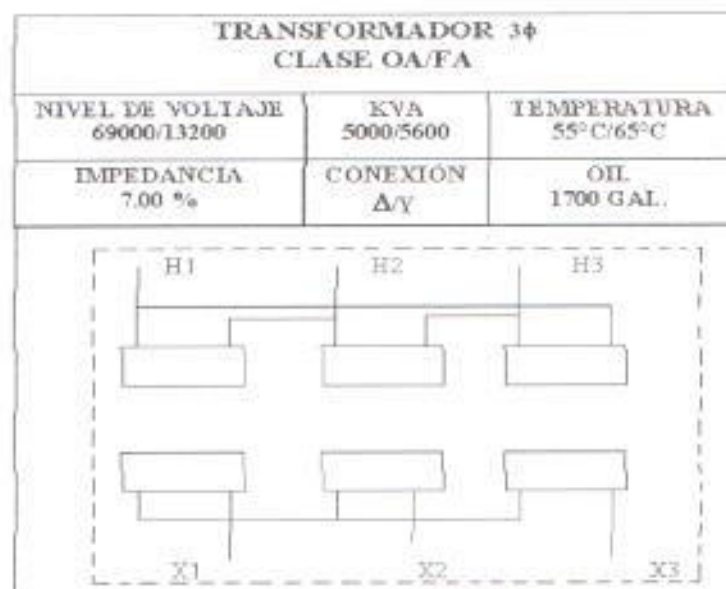 TRANSFORMADOR 3ϕ
CLASE OA/FA
NIVEL DE VOLTAJE
69000/13200
KVA
5000/5600
TEMPERATURA
55°C/65°C
IMPEDANCIA
7.00 %
CONEXIÓN
Δ/Y
OIL
1700 GAL.
H1 H2 H3
X1 X2 X3